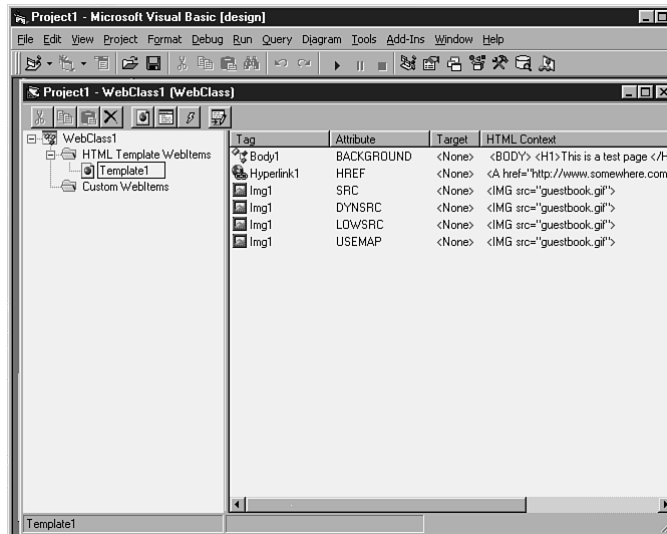 Project1 - Microsoft Visual Basic [design]
File Edit View Project Format Debug Run Query Diagram Tools Add-Ins Window Help
Project1 - WebClass1 (WebClass)
WebClass1
HTML Template WebItems
Template1
Custom WebItems
Tag Attribute Target HTML Context
Body1 BACKGROUND <None> <BODY> <H1>This is a test page </H
Hyperlink1 HREF <None> <A href="http://www.somewhere.com
Img1 SRC <None> <IMG src="guestbook.gif">
Img1 DYNSRC <None> <IMG src="guestbook.gif">
Img1 LOWSRC <None> <IMG src="guestbook.gif">
Img1 USEMAP <None> <IMG src="guestbook.gif">
Template1